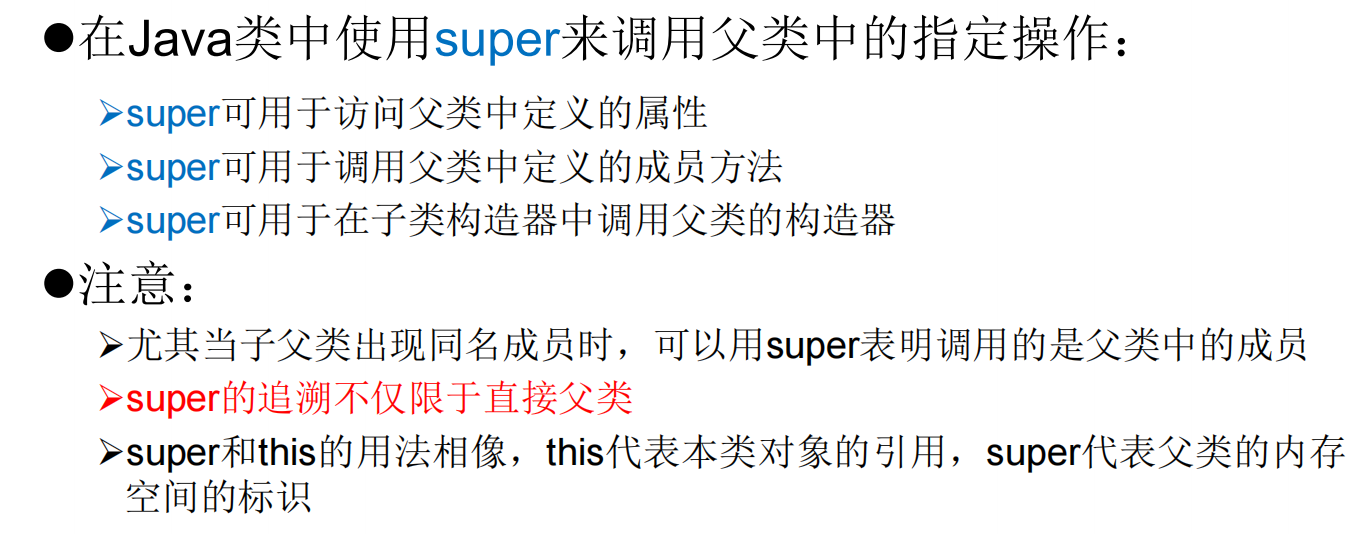 ●在Java类中使用super来调用父类中的指定操作：
➢super可用于访问父类中定义的属性
➢super可用于调用父类中定义的成员方法
➢super可用于在子类构造器中调用父类的构造器
●注意：
➢尤其当子父类出现同名成员时，可以用super表明调用的是父类中的成员
➢super的追溯不仅限于直接父类
➢super和this的用法相像，this代表本类对象的引用，super代表父类的内存
空间的标识